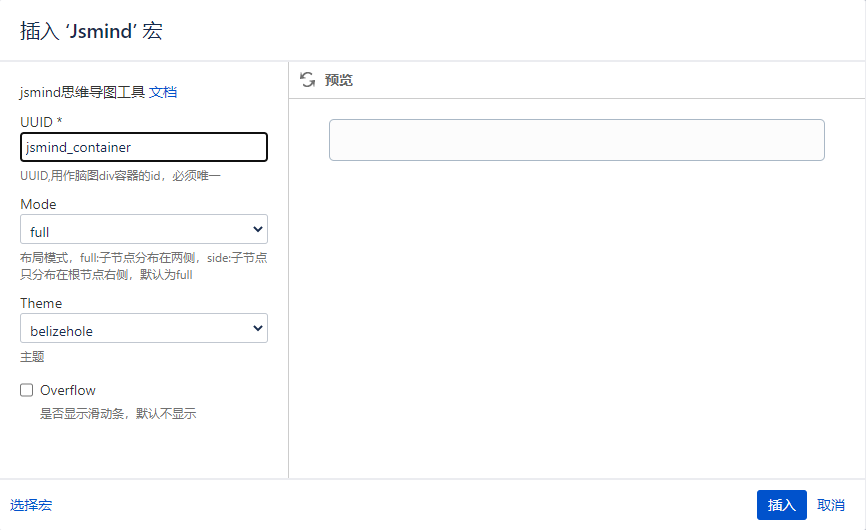 插入 ‘Jsmind’ 宏
jsmind思维导图工具 文档
UUID *
jsmind_container
UUID,用作脑图div容器的id，必须唯一
Mode
full
布局模式，full:子节点分布在两侧，side:子节点
只分布在根节点右侧，默认为full
Theme
belizehole
主题
Overflow
是否显示滑动条，默认不显示
预览
选择宏
插入 取消